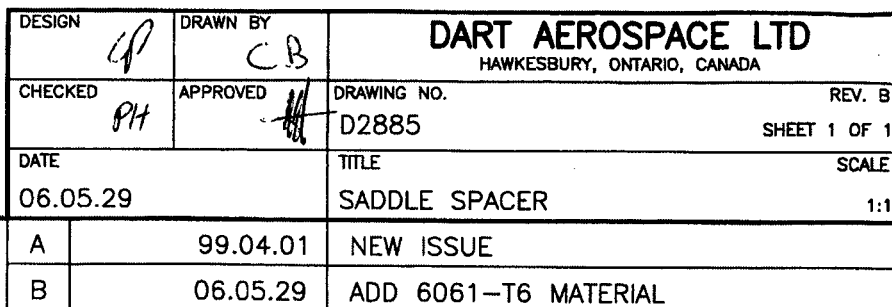 DESIGN
DRAWN BY
CB
DART AEROSPACE LTD
HAWKESBURY, ONTARIO, CANADA
CHECKED
PH
APPROVED
DRAWING NO.
REV. B
D2885
SHEET 1 OF 1
DATE
TITLE
SCALE
06.05.29
SADDLE SPACER
1:1
A 99.04.01 NEW ISSUE
B 06.05.29 ADD 6061-T6 MATERIAL